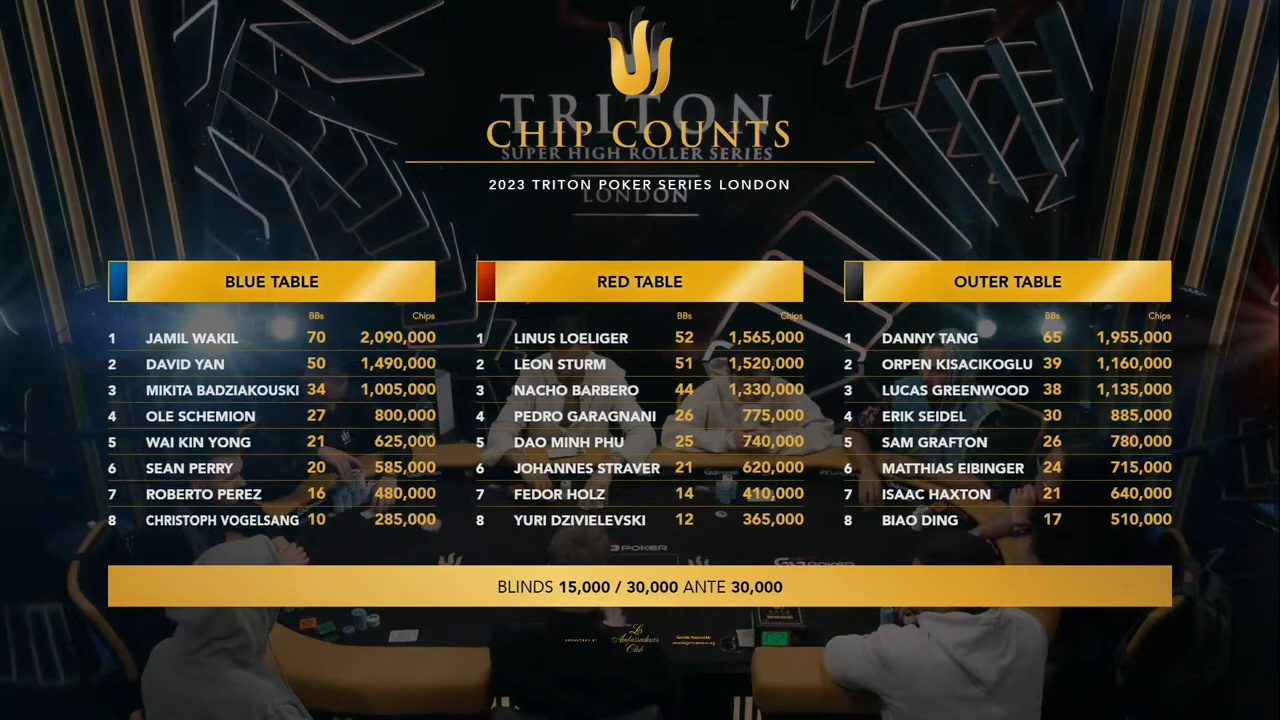 TRITON
CHIP COUNTS
SUPER HIGH ROLLER SERIES
2023 TRITON POKER SERIES LONDON
LONDON
BLUE TABLE
BBs Chips
1 JAMIL WAKIL 70 2,090,000
2 DAVID YAN 50 1,490,000
3 MIKITA BADZIAKOUSKI 34 1,005,000
4 OLE SCHEMION 27 800,000
5 WAI KIN YONG 21 625,000
6 SEAN PERRY 20 585,000
7 ROBERTO PEREZ 16 480,000
8 CHRISTOPH VOGELSANG 10 285,000
RED TABLE
BBs Chips
1 LINUS LOELIGER 52 1,565,000
2 LEON STURM 51 1,520,000
3 NACHO BARBERO 44 1,330,000
4 PEDRO GARAGNANI 26 775,000
5 DAO MINH PHU 25 740,000
6 JOHANNES STRAVER 21 620,000
7 FEDOR HOLZ 14 410,000
8 YURI DZIVIELEVSKI 12 365,000
OUTER TABLE
BBs Chips
1 DANNY TANG 65 1,955,000
2 ORPEN KISACIKOGLU 39 1,160,000
3 LUCAS GREENWOOD 38 1,135,000
4 ERIK SEIDEL 30 885,000
5 SAM GRAFTON 26 780,000
6 MATTHIAS EIBINGER 24 715,000
7 ISAAC HAXTON 21 640,000
8 BIAO DING 17 510,000
POKER
BLINDS 15,000 / 30,000 ANTE 30,000
SPONSORED BY
Les
Ambassadeurs
Club
Gamble Responsibly